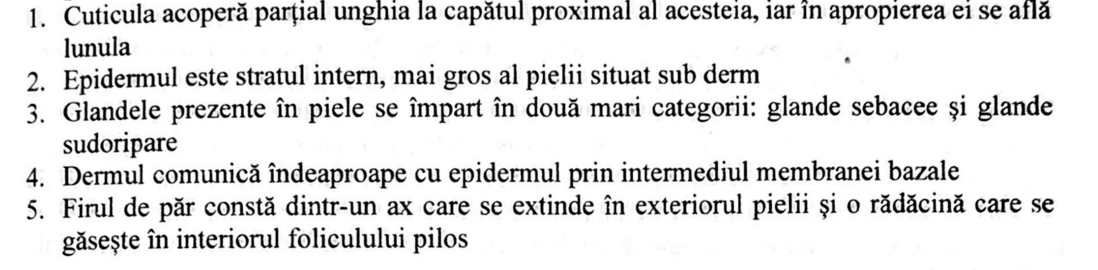 1. Cuticula acoperă parțial unghia la capătul proximal al acesteia, iar în apropierea ei se află
lunula
2. Epidermul este stratul intern, mai gros al pielii situat sub derm
3. Glandele prezente în piele se împart în două mari categorii: glande sebacee și glande
sudoripare
4. Dermul comunică îndeaproape cu epidermul prin intermediul membranei bazale
5. Firul de păr constă dintr-un ax care se extinde în exteriorul pielii și o rădăcină care se
găsește în interiorul foliculului pilos